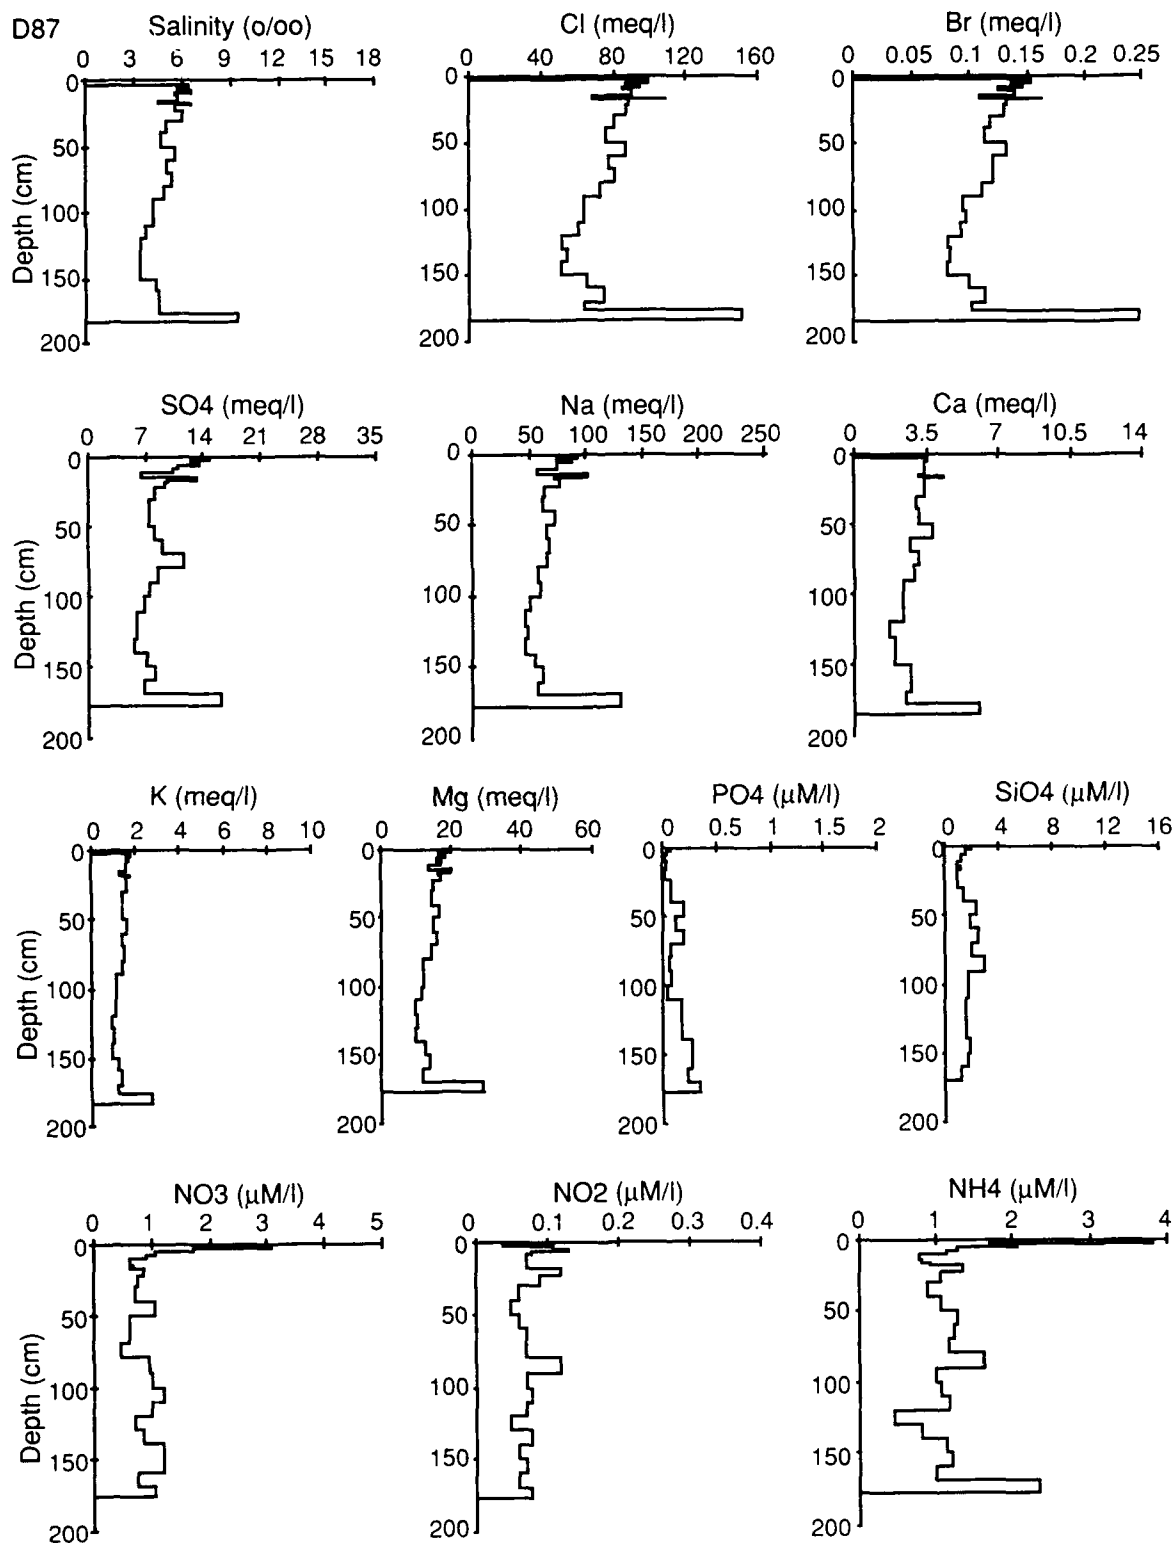 D87 Salinity (o/oo) Cl (meq/l) Br (meq/l)
0 3 6 9 12 15 18 0 40 80 120 160 0 0.05 0.1 0.15 0.2 0.25
0 0 0
50 50 50
100 100 100
150 150 150
200 200 200
Depth (cm)
SO4 (meq/l) Na (meq/l) Ca (meq/l)
0 7 14 21 28 35 0 50 100 150 200 250 0 3.5 7 10.5 14
0 0 0
50 50 50
100 100 100
150 150 150
200 200 200
Depth (cm)
K (meq/l) Mg (meq/l) PO4 (μM/l) SiO4 (μM/l)
0 2 4 6 8 10 0 20 40 60 0 0.5 1 1.5 2 0 4 8 12 16
0 0 0 0
50 50 50 50
100 100 100 100
150 150 150 150
200 200 200 200
Depth (cm)
NO3 (μM/l) NO2 (μM/l) NH4 (μM/l)
0 1 2 3 4 5 0 0.1 0.2 0.3 0.4 0 1 2 3 4
0 0 0
50 50 50
100 100 100
150 150 150
200 200 200
Depth (cm)